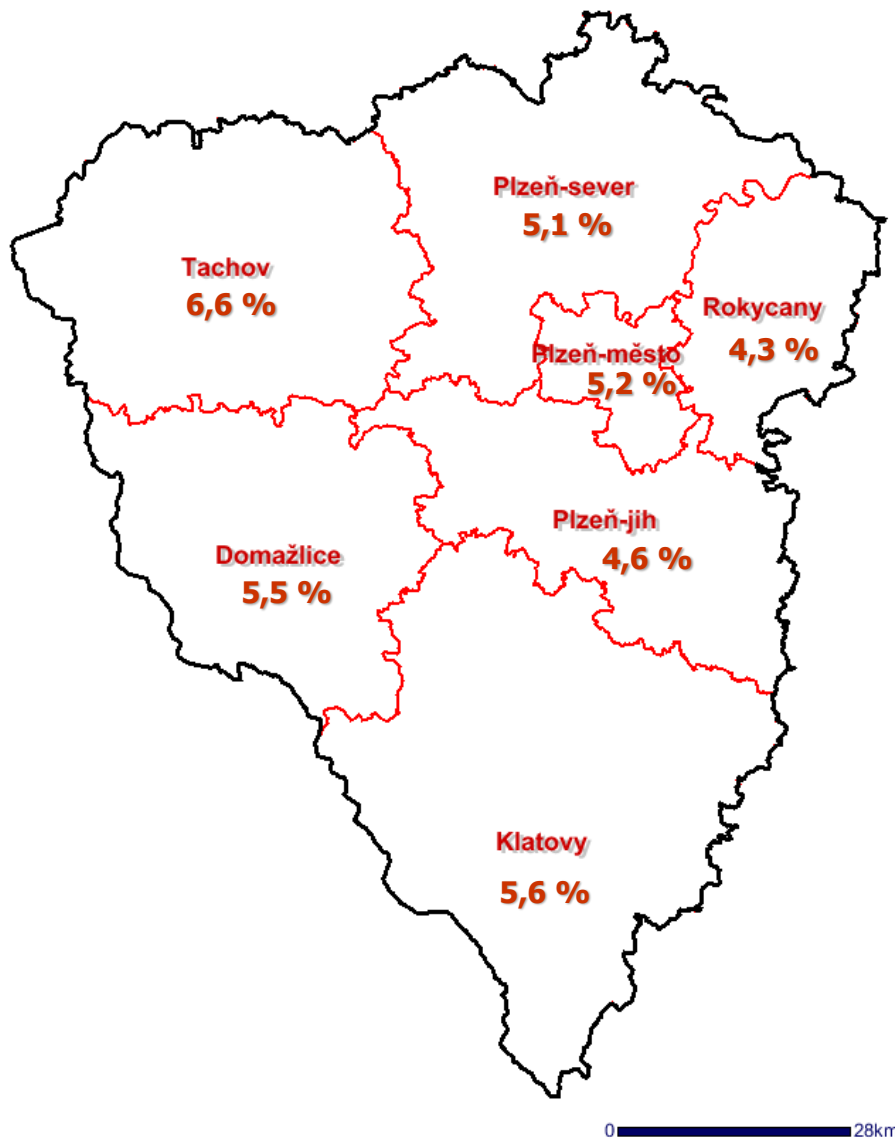 Plzeň-sever
5,1 %
Tachov
6,6 %
Rokycany
4,3 %
Plzeň-město
5,2 %
Plzeň-jih
4,6 %
Domažlice
5,5 %
Klatovy
5,6 %
0 28km